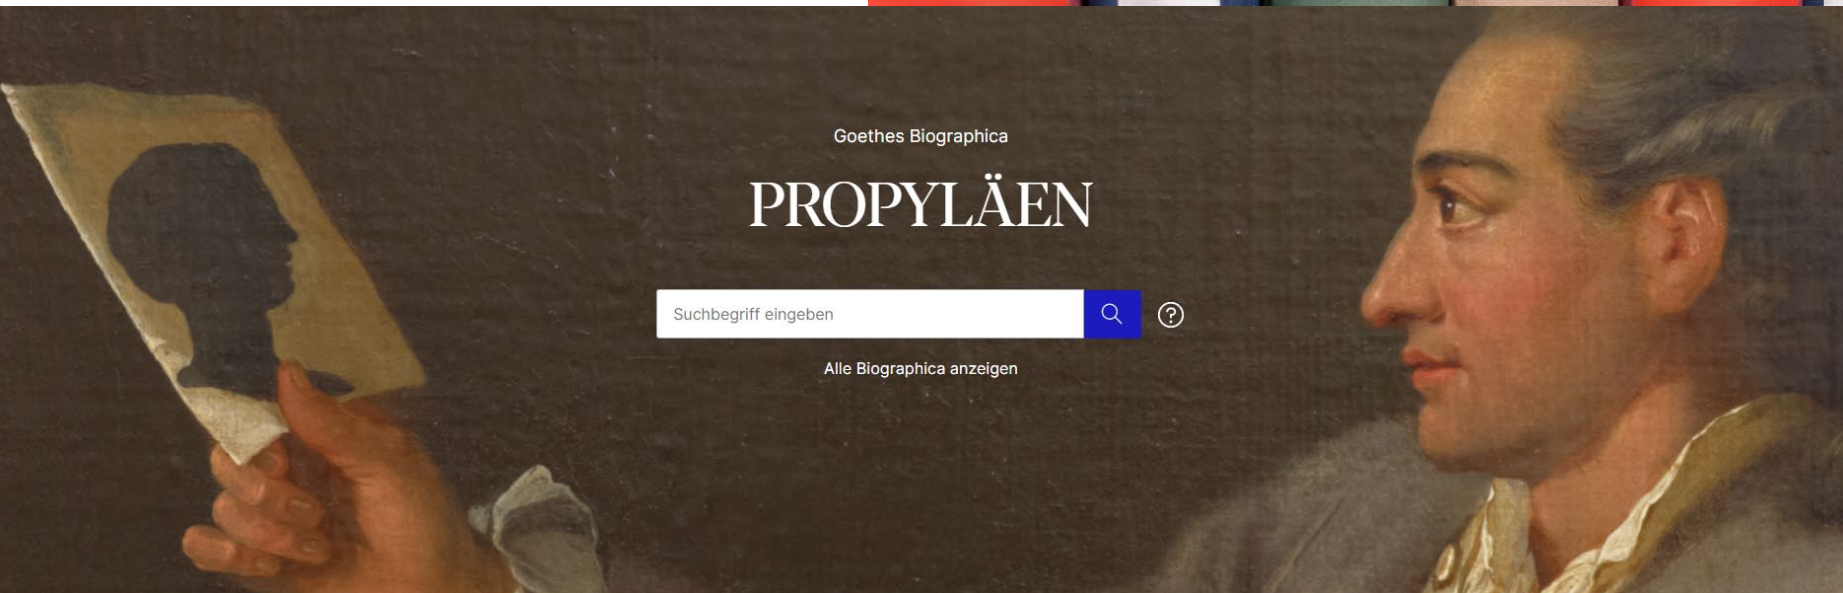 Goethes Biographica
PROPYLÄEN
Suchbegriff eingeben
?
Alle Biographica anzeigen